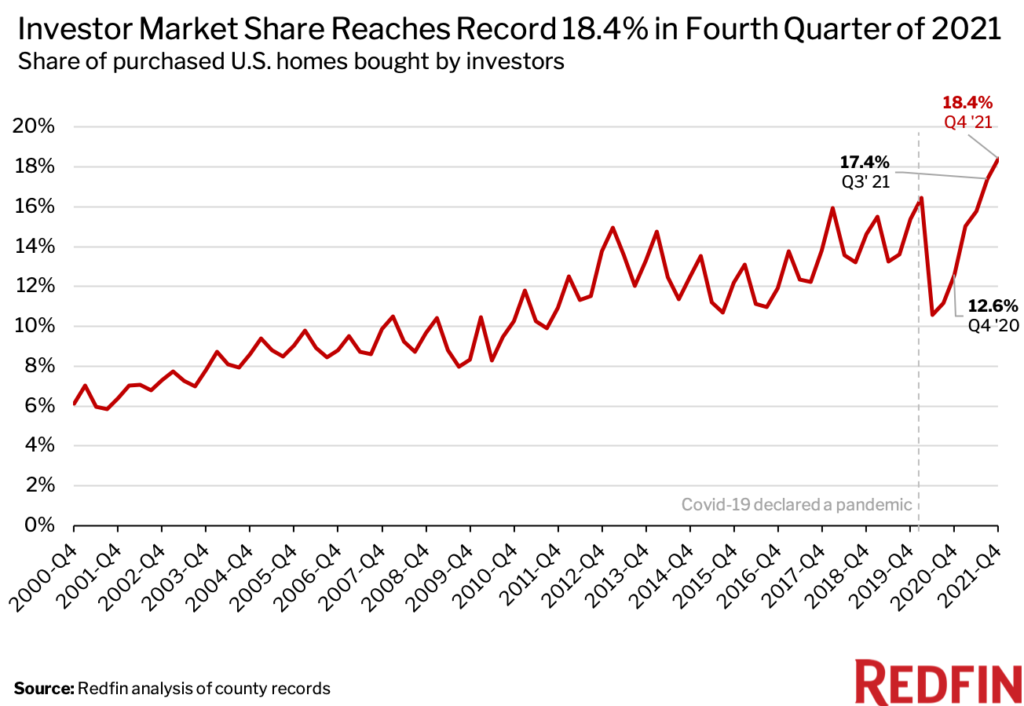 Investor Market Share Reaches Record 18.4% in Fourth Quarter of 2021
Share of purchased U.S. homes bought by investors
18.4%
Q4 '21
20%
18%
17.4%
Q3' 21
16%
14%
12%
12.6%
Q4 '20
10%
8%
6%
4%
2%
Covid-19 declared a pandemic
0%
2000-Q4
2001-Q4
2002-Q4
2003-Q4
2004-Q4
2005-Q4
2006-Q4
2007-Q4
2008-Q4
2009-Q4
2010-Q4
2011-Q4
2012-Q4
2013-Q4
2014-Q4
2015-Q4
2016-Q4
2017-Q4
2018-Q4
2019-Q4
2020-Q4
2021-Q4
Source: Redfin analysis of county records
REDFIN